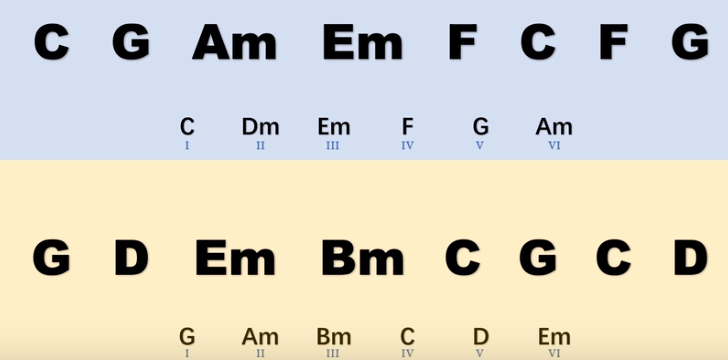 C G Am Em F C F G
C Dm Em F G Am
I II III IV V VI
G D Em Bm C G C D
G Am Bm C D Em
I II III IV V VI